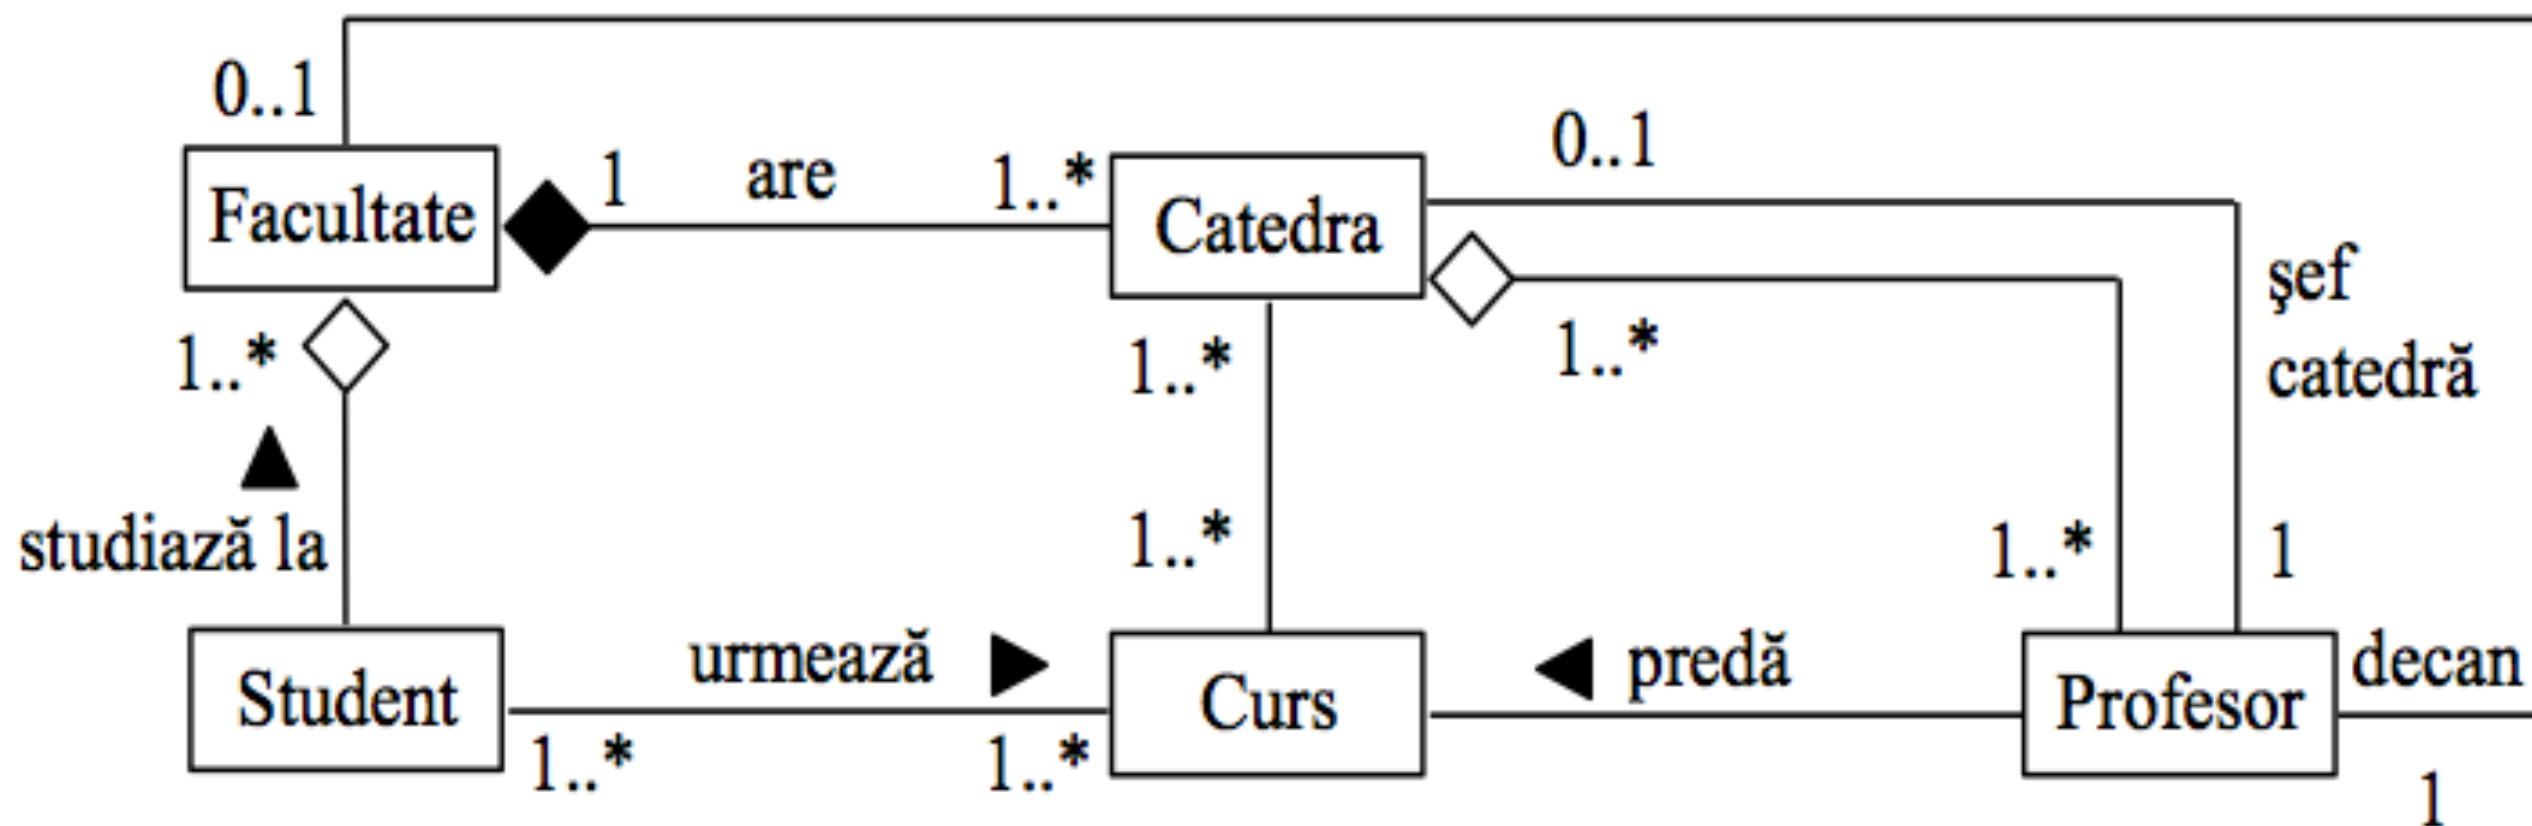 0..1
Facultate
1
are
1..*
Catedra
0..1
1..*
şef
catedră
1..*
1..*
studiază la
1..*
1..*
1
Student
urmează
1..*
1..*
Curs
predă
Profesor
decan
1